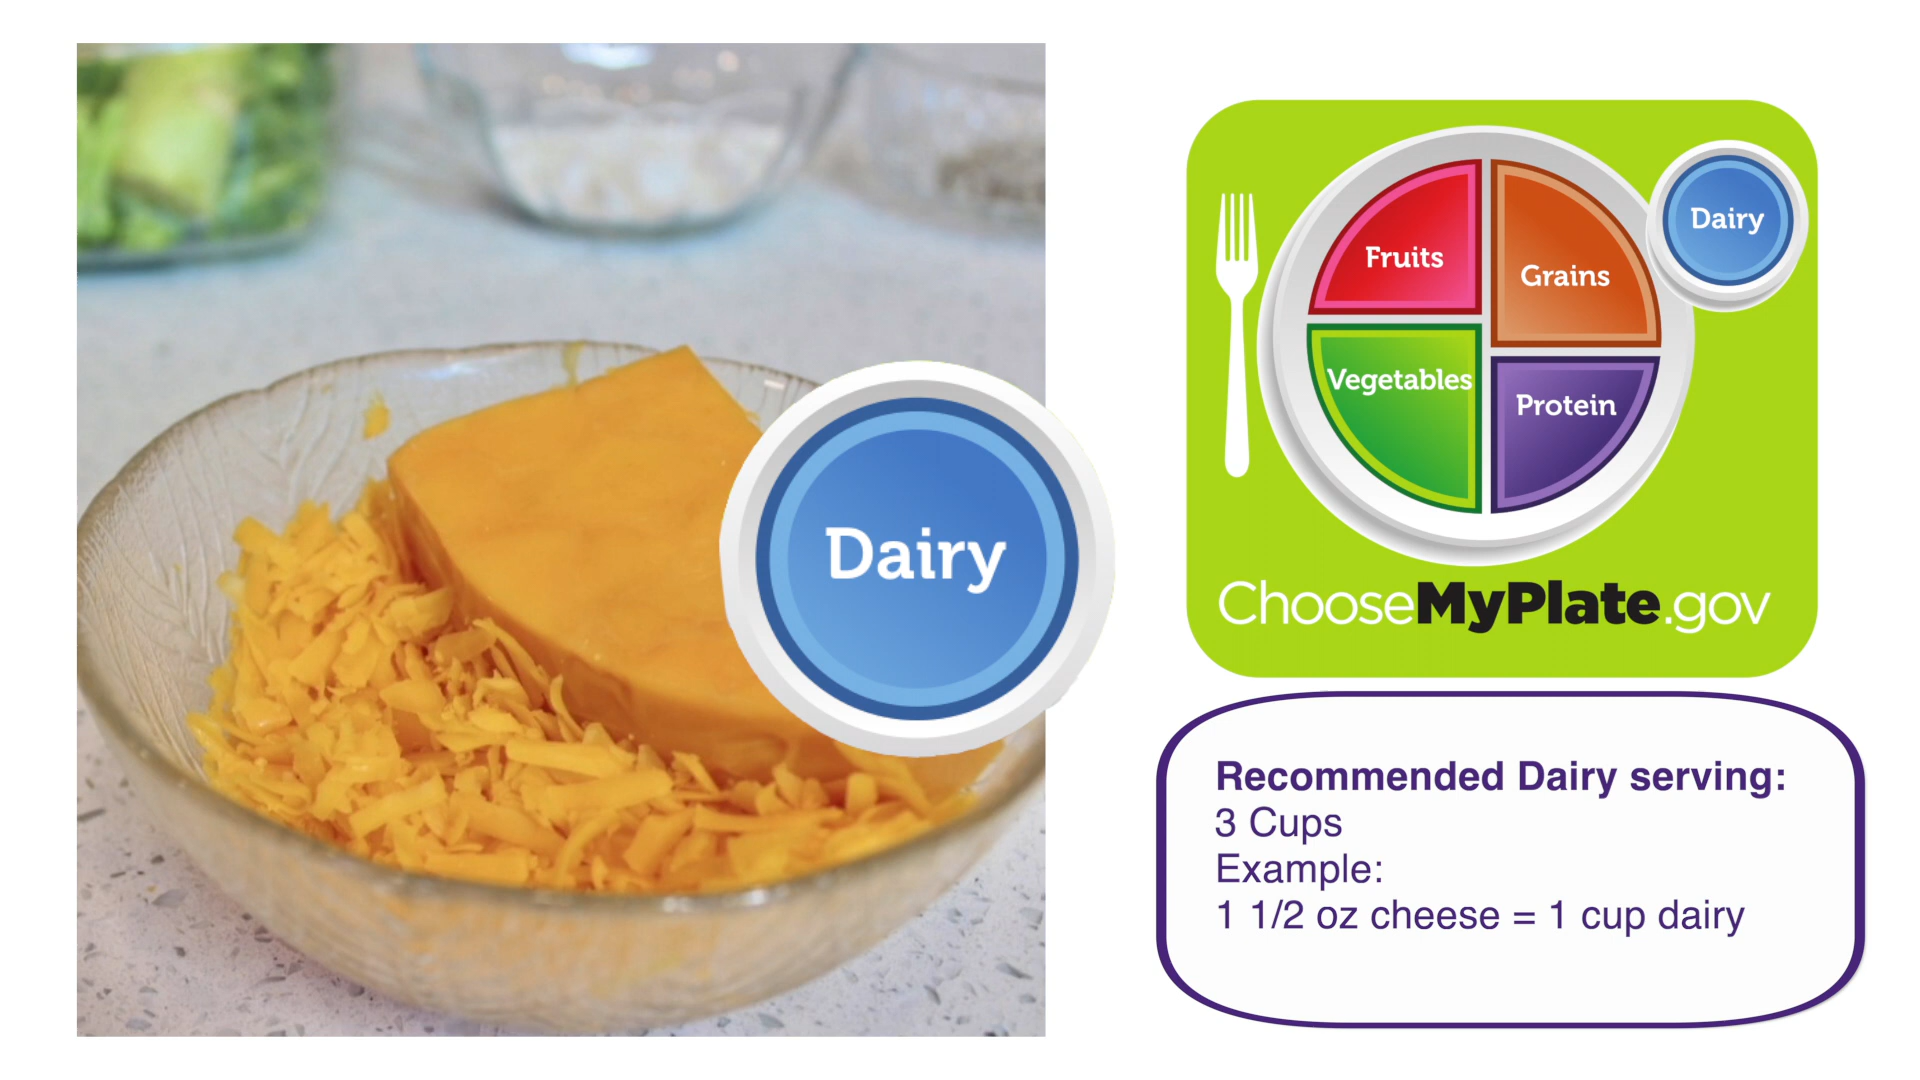 Dairy
Fruits
Grains
Dairy
Vegetables
Protein
ChooseMyPlate.gov
Recommended Dairy serving:
3 Cups
Example:
1 1/2 oz cheese = 1 cup dairy